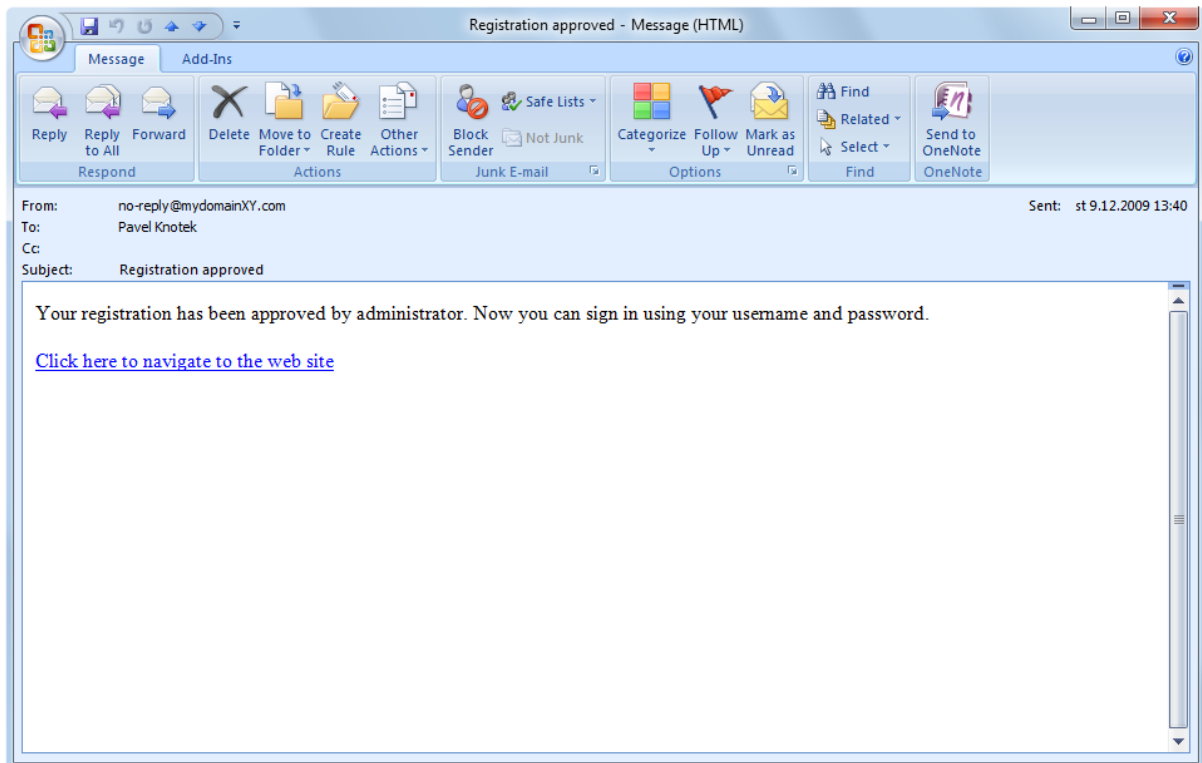 Registration approved - Message (HTML)
Message Add-Ins
Reply Reply to All Forward Delete Move to Folder Create Rule Other Actions Block Sender Safe Lists Not Junk Categorize Follow Up Mark as Unread Find Related Select Send to OneNote
Respond Actions Junk E-mail Options Find OneNote
From: no-reply@mydomainXY.com Sent: st 9.12.2009 13:40
To: Pavel Knotek
Cc:
Subject: Registration approved
Your registration has been approved by administrator. Now you can sign in using your username and password.
Click here to navigate to the web site